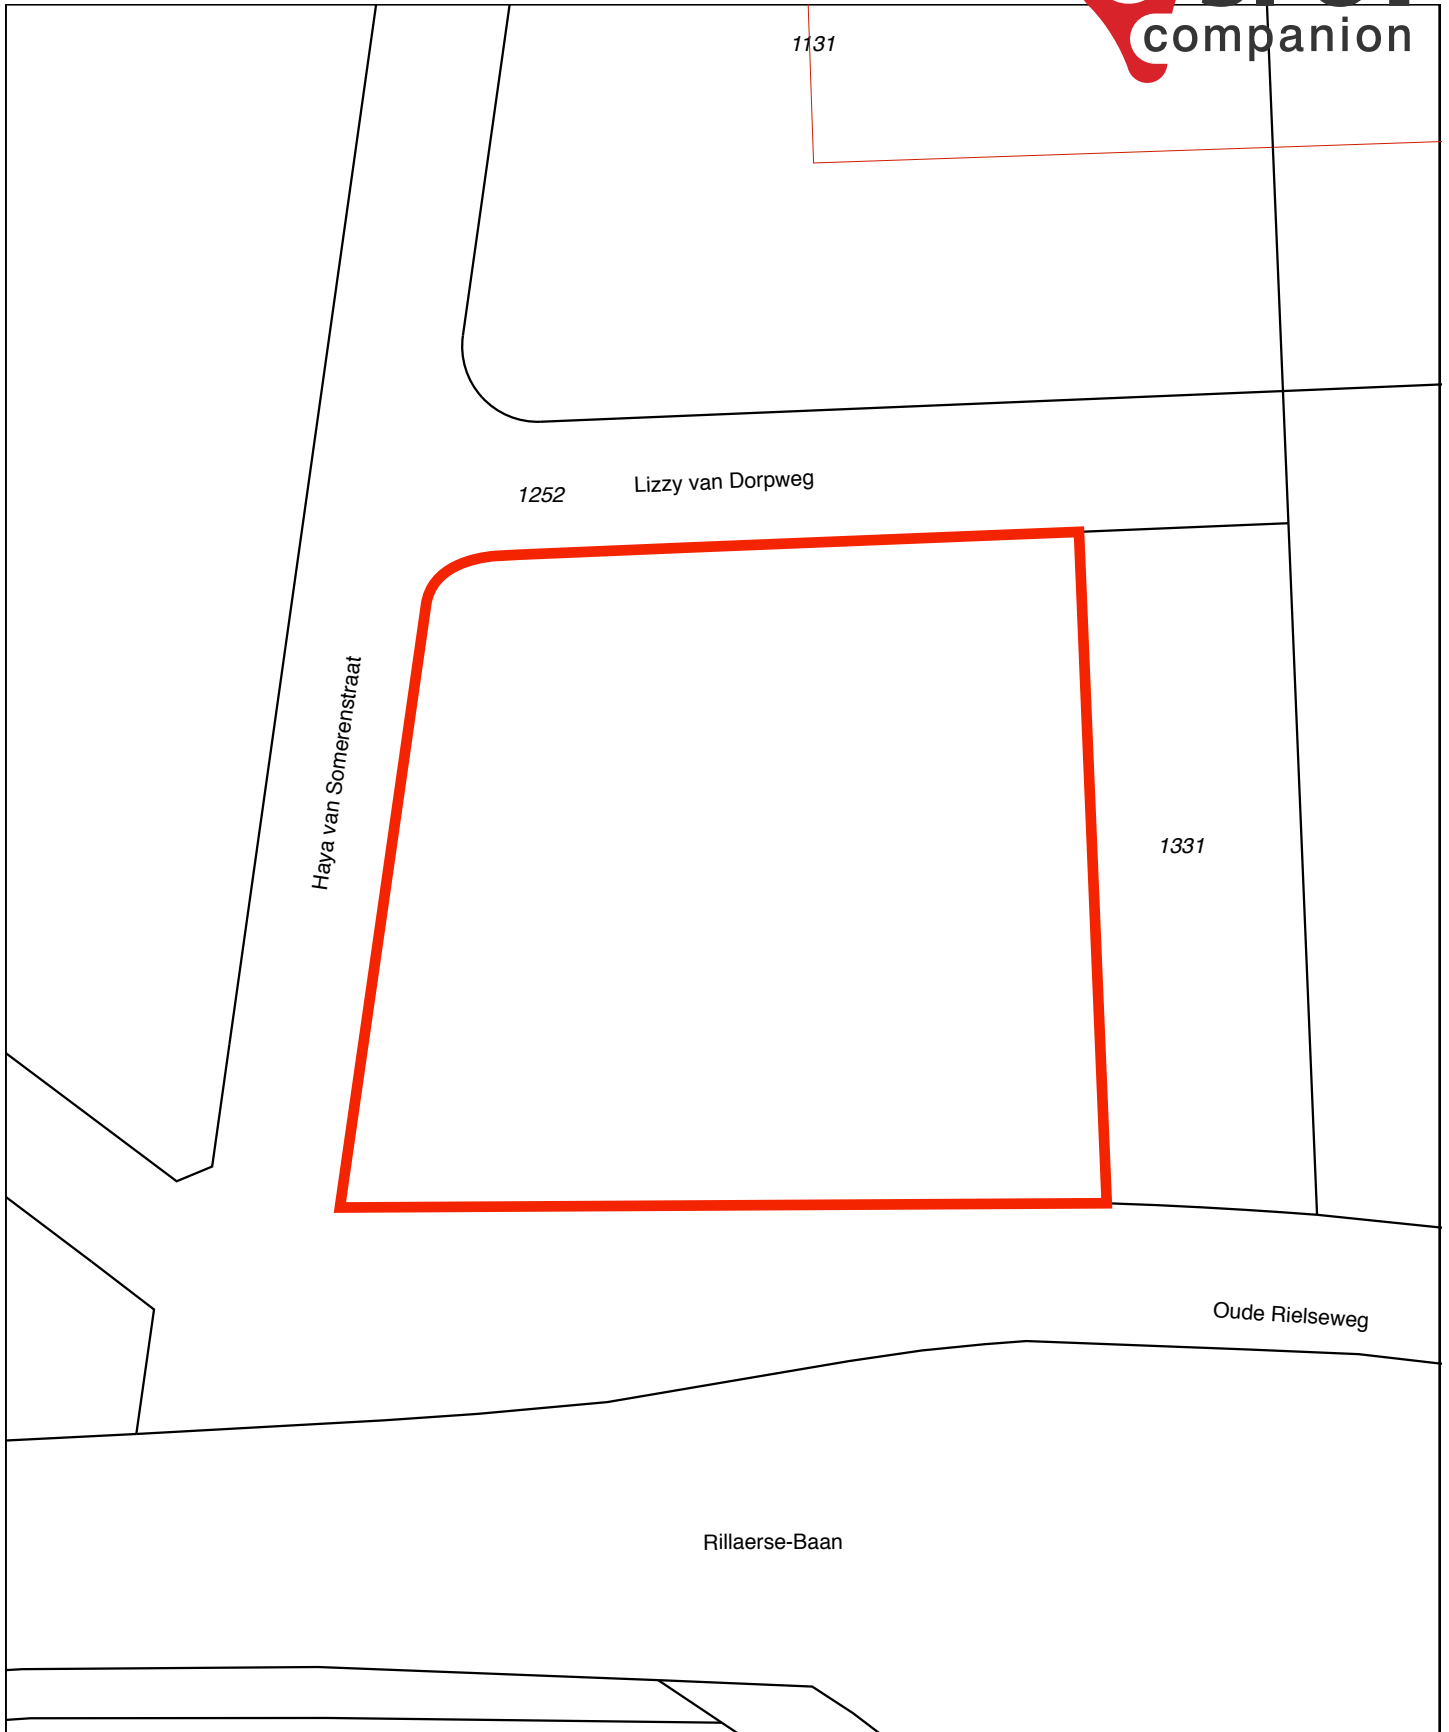 companion
1131
1252
Lizzy van Dorpweg
Haya van Somerenstraat
1331
Oude Rielseweg
Rillaerse-Baan